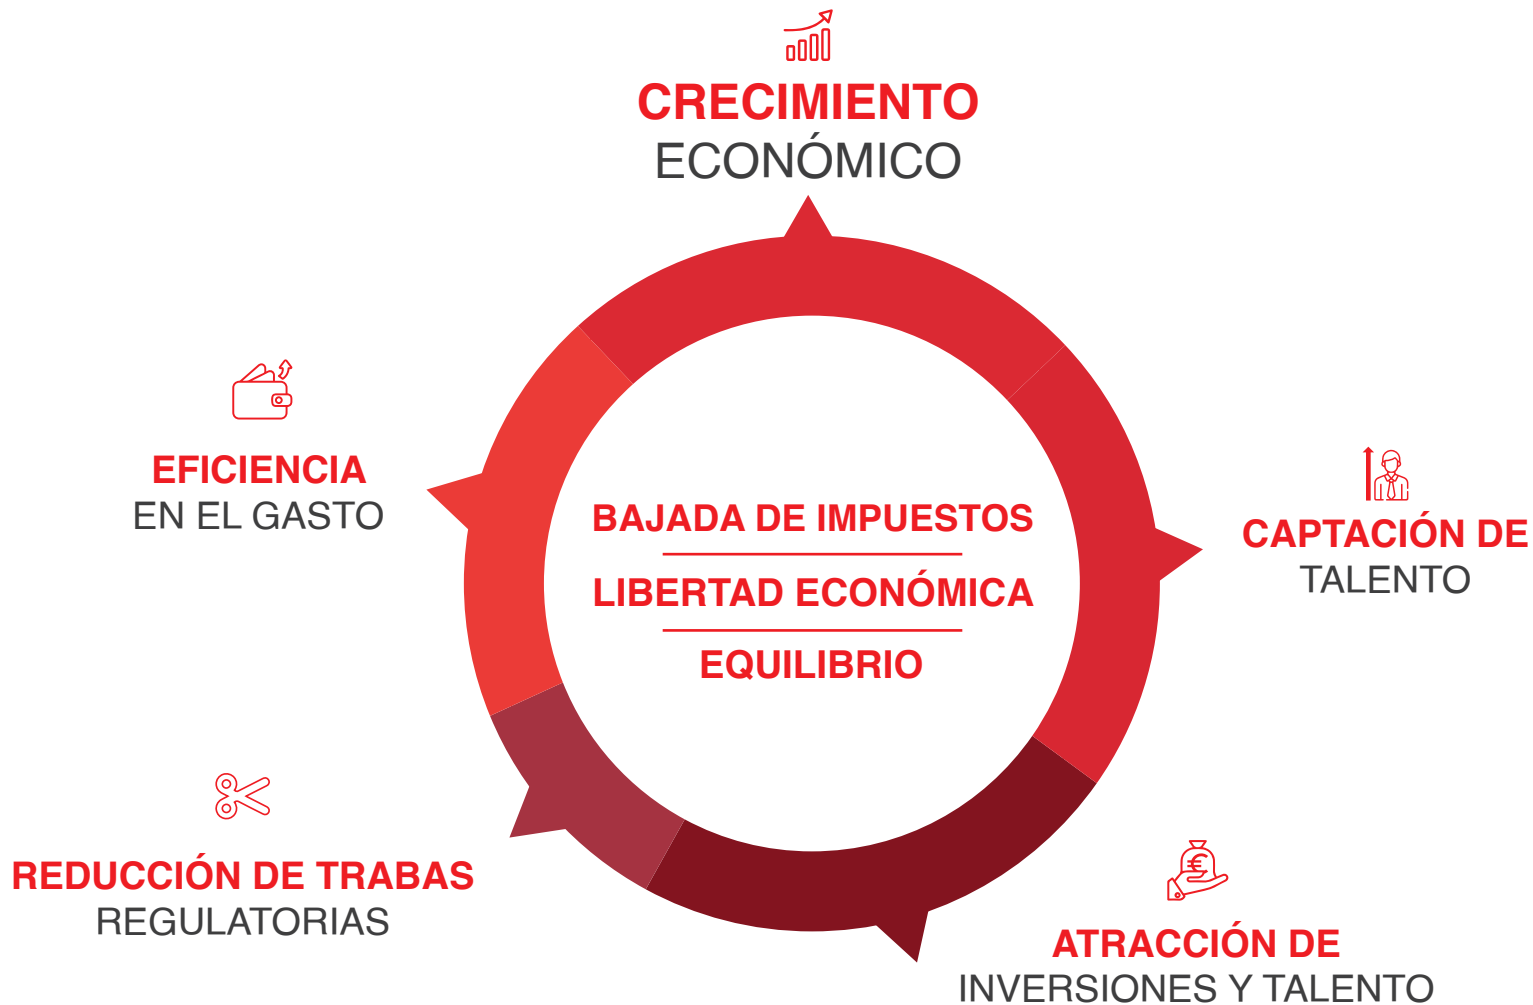 CRECIMIENTO
ECONÓMICO
EFICIENCIA
EN EL GASTO
BAJADA DE IMPUESTOS
LIBERTAD ECONÓMICA
EQUILIBRIO
CAPTACIÓN DE
TALENTO
REDUCCIÓN DE TRABAS
REGULATORIAS
€
ATRACCIÓN DE
INVERSIONES Y TALENTO